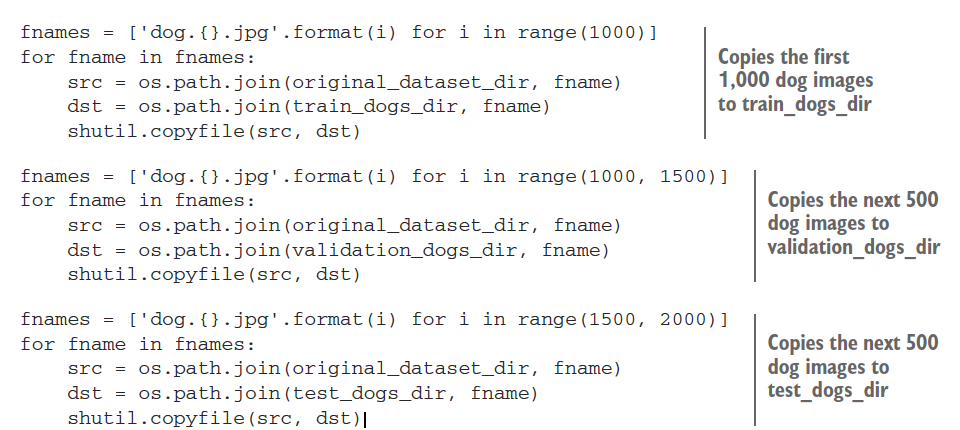 fnames = ['dog.{}.jpg'.format(i) for i in range(1000)]
for fname in fnames:
    src = os.path.join(original_dataset_dir, fname)
    dst = os.path.join(train_dogs_dir, fname)
    shutil.copyfile(src, dst)
Copies the first
1,000 dog images
to train_dogs_dir
fnames = ['dog.{}.jpg'.format(i) for i in range(1000, 1500)]
for fname in fnames:
    src = os.path.join(original_dataset_dir, fname)
    dst = os.path.join(validation_dogs_dir, fname)
    shutil.copyfile(src, dst)
Copies the next 500
dog images to
validation_dogs_dir
fnames = ['dog.{}.jpg'.format(i) for i in range(1500, 2000)]
for fname in fnames:
    src = os.path.join(original_dataset_dir, fname)
    dst = os.path.join(test_dogs_dir, fname)
    shutil.copyfile(src, dst)
Copies the next 500
dog images to
test_dogs_dir